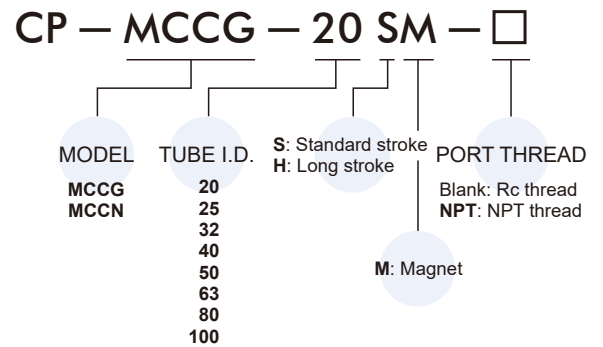 CP — MCCG — 20 SM — □
MODEL
MCCG
MCCN
TUBE I.D.
20
25
32
40
50
63
80
100
S: Standard stroke
H: Long stroke
M: Magnet
PORT THREAD
Blank: Rc thread
NPT: NPT thread